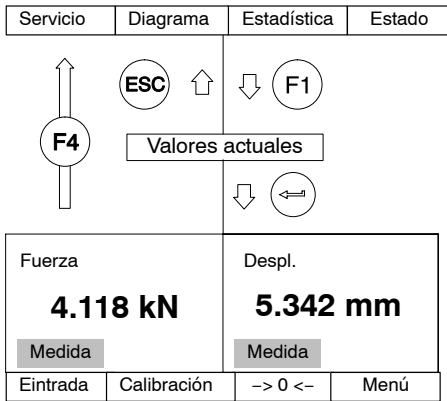 Servicio Diagrama Estadística Estado
ESC F1
F4
Valores actuales
Fuerza Despl.
4.118 kN 5.342 mm
Medida Medida
Eintrada Calibración –> 0 <– Menú